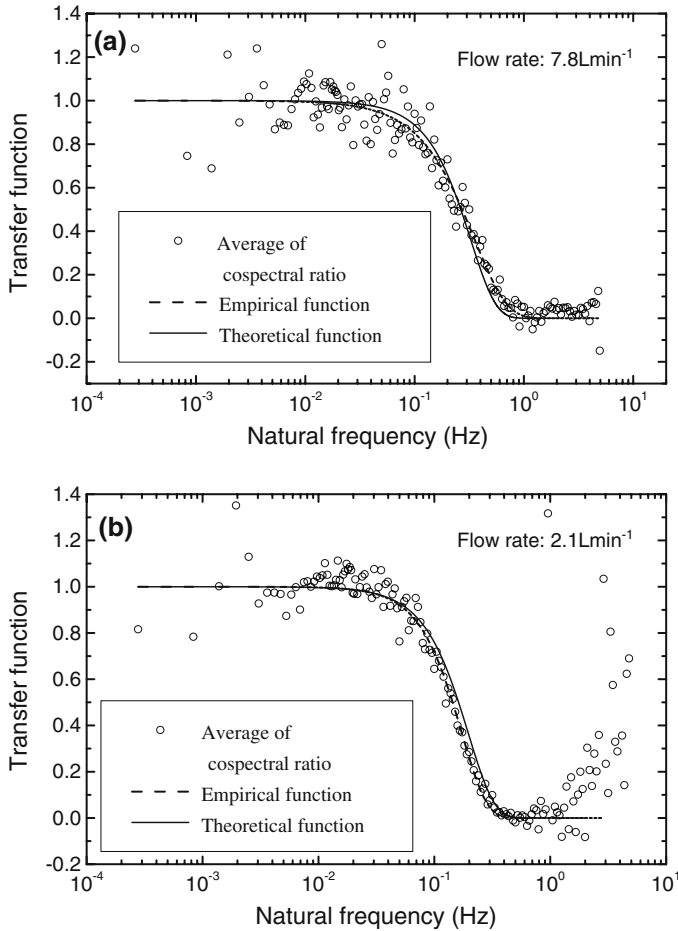 (a)
Flow rate: 7.8Lmin⁻¹
1.4
1.2
1.0
0.8
0.6
0.4
0.2
0.0
-0.2
Transfer function
Average of
cospectral ratio
Empirical function
Theoretical function
10⁻⁴
10⁻³
10⁻²
10⁻¹
10⁰
10¹
Natural frequency (Hz)
(b)
Flow rate: 2.1Lmin⁻¹
1.4
1.2
1.0
0.8
0.6
0.4
0.2
0.0
-0.2
Transfer function
Average of
cospectral ratio
Empirical function
Theoretical function
10⁻⁴
10⁻³
10⁻²
10⁻¹
10⁰
10¹
Natural frequency (Hz)